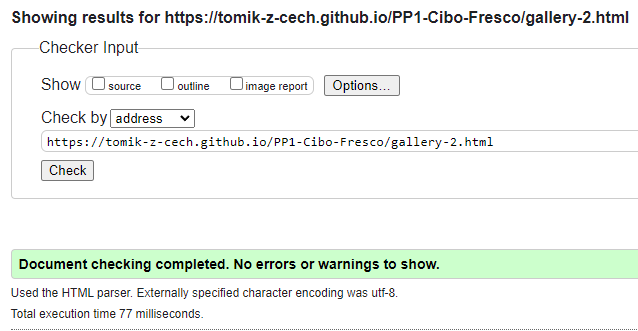 Showing results for https://tomik-z-cech.github.io/PP1-Cibo-Fresco/gallery-2.html
Checker Input
Show source outline image report Options...
Check by address
https://tomik-z-cech.github.io/PP1-Cibo-Fresco/gallery-2.html
Check
Document checking completed. No errors or warnings to show.
Used the HTML parser. Externally specified character encoding was utf-8.
Total execution time 77 milliseconds.